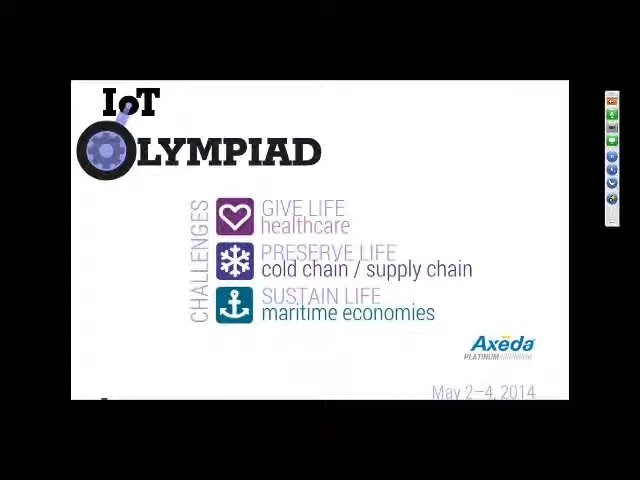 IoT
OLYMPIAD
CHALLENGES
GIVE LIFE
healthcare
PRESERVE LIFE
cold chain / supply chain
SUSTAIN LIFE
maritime economies
Axeda
PLATINUM
May 2–4, 2014